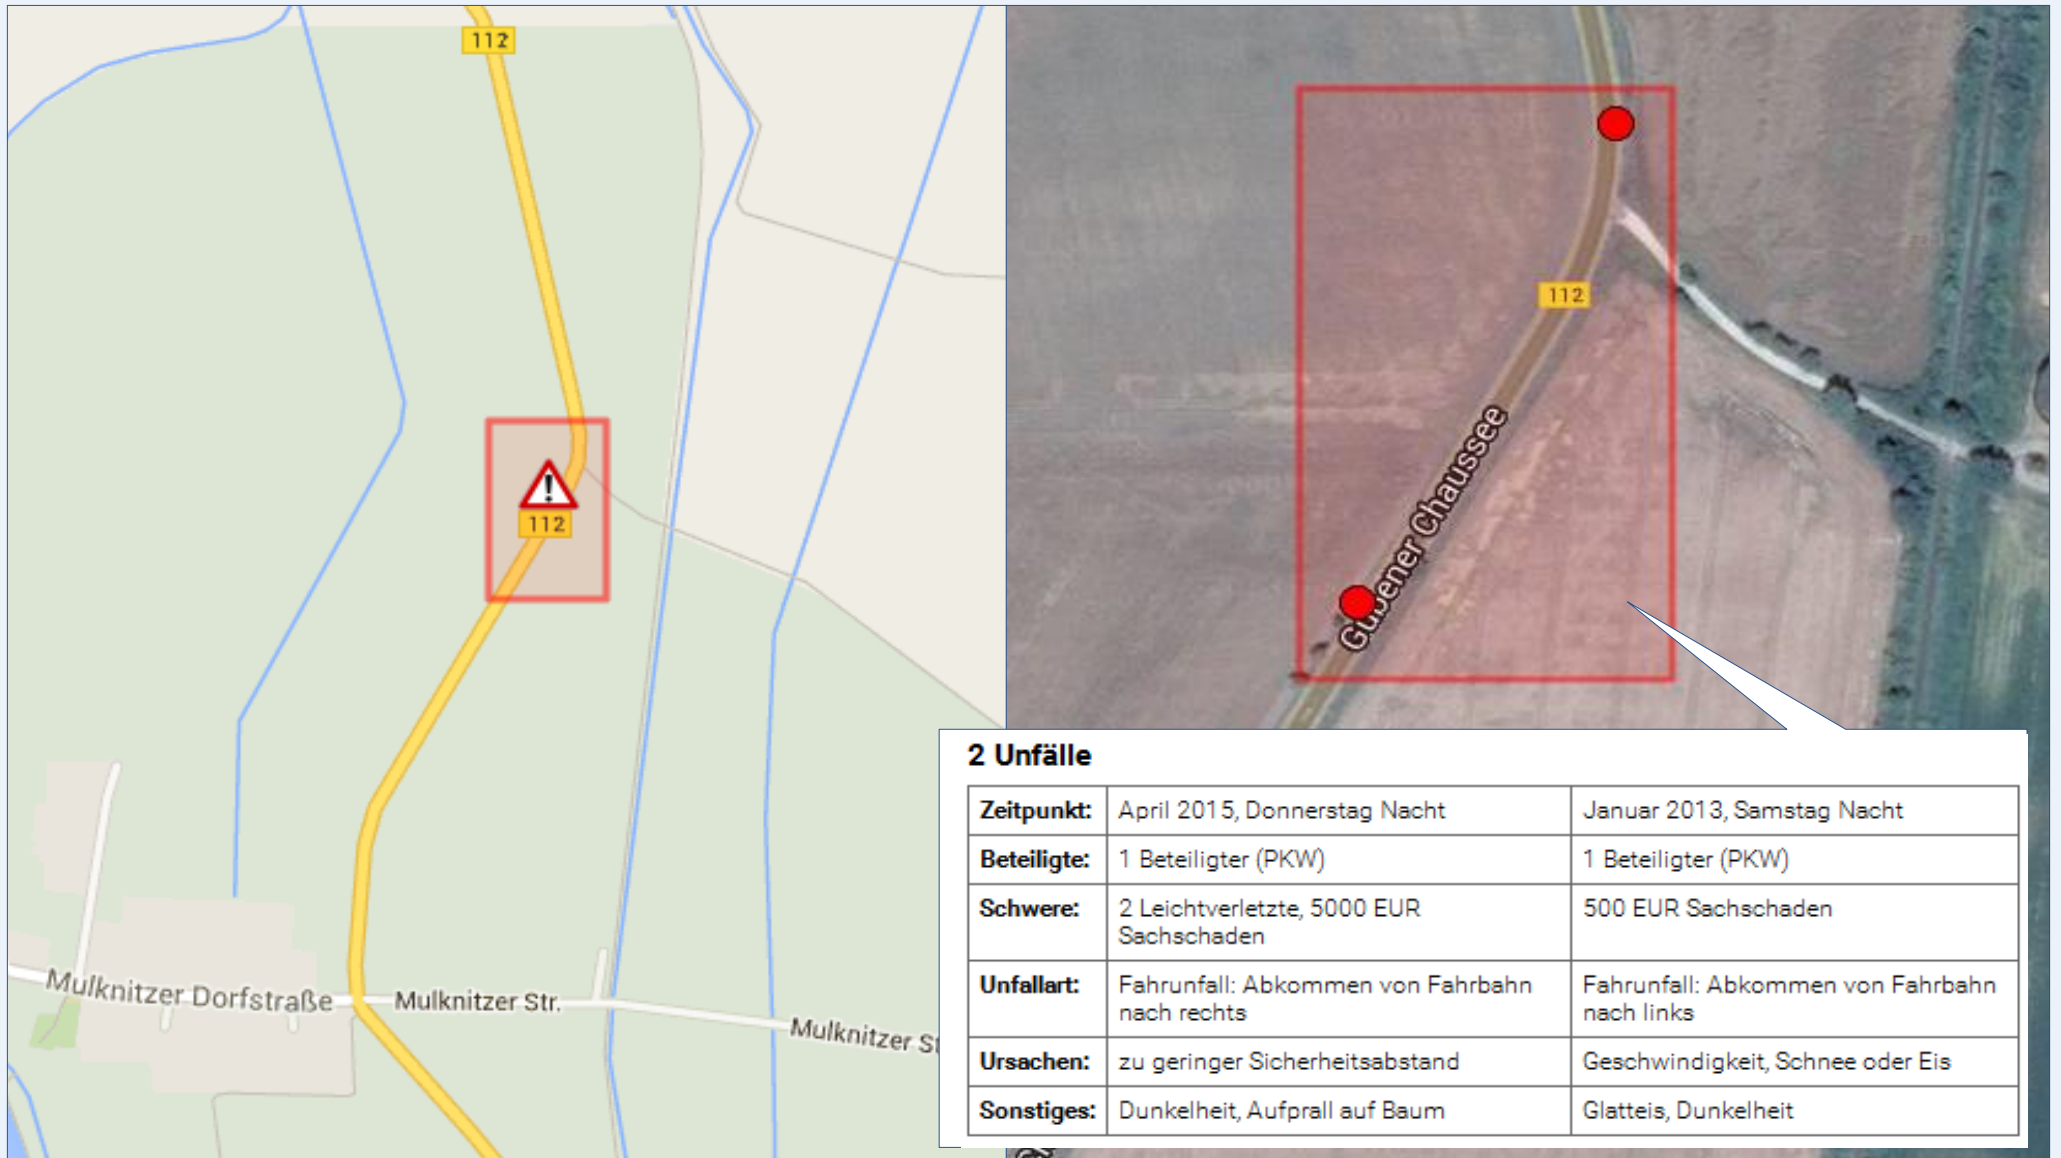 112
112
Mulknitzer Dorfstraße
Mulknitzer Str.
Mulknitzer
112
Gubener Chaussee
2 Unfälle
Zeitpunkt: April 2015, Donnerstag Nacht Januar 2013, Samstag Nacht
Beteiligte: 1 Beteiligter (PKW) 1 Beteiligter (PKW)
Schwere: 2 Leichtverletzte, 5000 EUR 500 EUR Sachschaden
Sachschaden
Unfallart: Fahrunfall: Abkommen von Fahrbahn Fahrunfall: Abkommen von Fahrbahn
nach rechts nach links
Ursachen: zu geringer Sicherheitsabstand Geschwindigkeit, Schnee oder Eis
Sonstiges: Dunkelheit, Aufprall auf Baum Glatteis, Dunkelheit